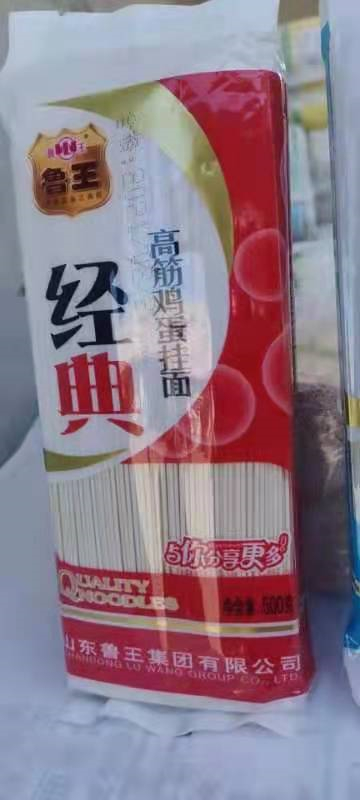 鲁王
经典
高筋鸡蛋挂面
与你分享更多
QUALITY
NOODLES
净含量:500克
山东鲁王集团有限公司
SHANDONG LU WANG GROUP CO.,LTD.